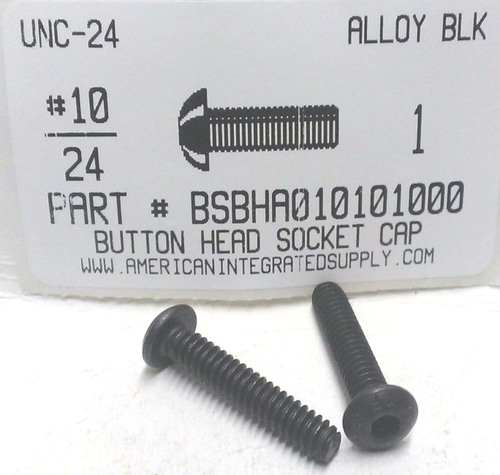 UNC-24 ALLOY BLK
#10
24
1
PART # BSBHA010101000
BUTTON HEAD SOCKET CAP
WWW.AMERICANINTEGRATEDSUPPLY.COM